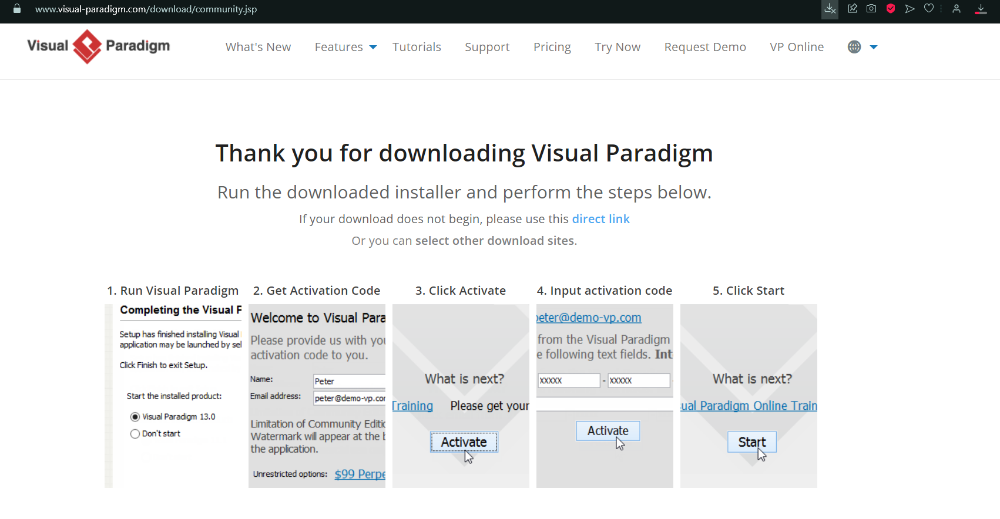 www.visual-paradigm.com/download/community.jsp
Visual Paradigm
What's New Features Tutorials Support Pricing Try Now Request Demo VP Online
Thank you for downloading Visual Paradigm
Run the downloaded installer and perform the steps below.
If your download does not begin, please use this direct link
Or you can select other download sites.
1. Run Visual Paradigm
Completing the Visual P
Setup has finished installing Visual
application may be launched by sel
Click Finish to exit Setup.
Start the installed product:
Visual Paradigm 13.0
Don't start
2. Get Activation Code
Welcome to Visual Para
Please provide us with you
activation code to you.
Name: Peter
Email address: peter@demo-vp.cor
Limitation of Community Editic
Watermark will appear at the b
the application.
Unrestricted options: $99 Perpe
3. Click Activate
What is next?
Training Please get your
Activate
4. Input activation code
peter@demo-vp.com
from the Visual Paradigm
e following text fields. Int
XXXXX - XXXXX -
Activate
5. Click Start
What is next?
sual Paradigm Online Train
Start